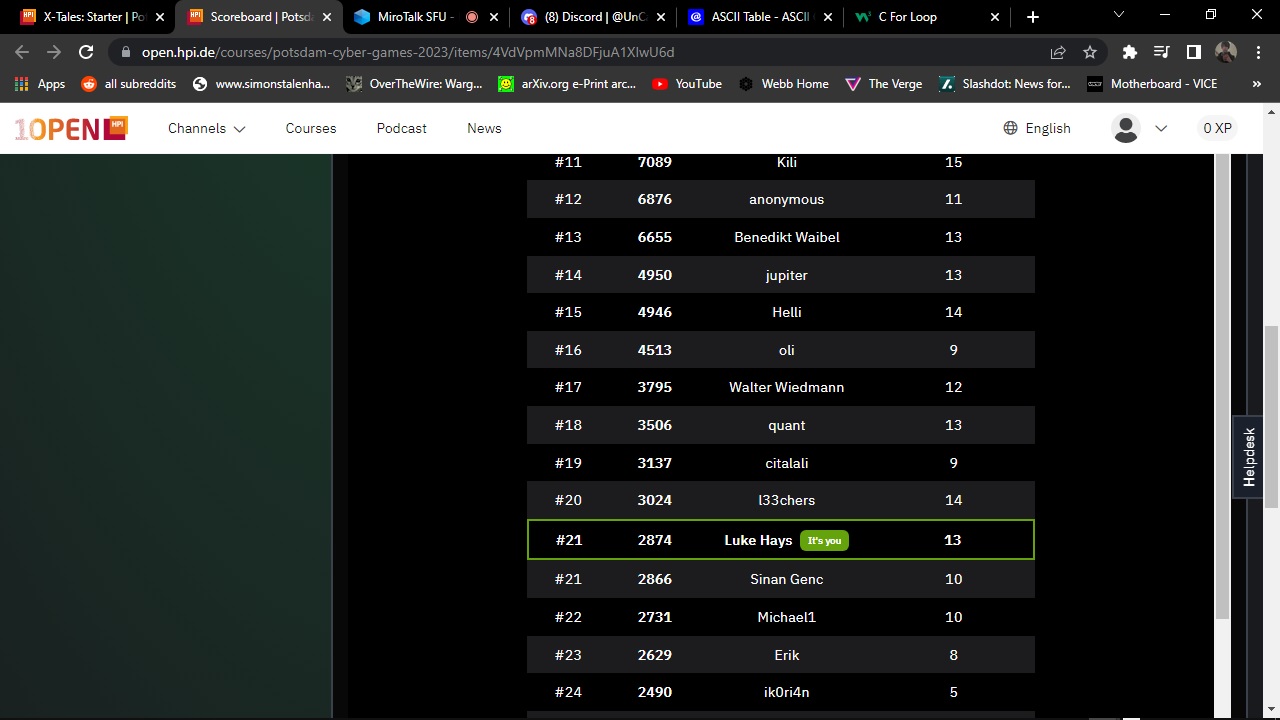 X-Tales: Starter | Po
Scoreboard | Potsda
MiroTalk SFU -
(8) Discord | @UnCa
ASCII Table - ASCII
C For Loop
open.hpi.de/courses/potsdam-cyber-games-2023/items/4VdVpmMNa8DFjuA1XlwU6d
Apps
all subreddits
www.simonstalenha...
OverTheWire: Warg...
arXiv.org e-Print arc...
YouTube
Webb Home
The Verge
Slashdot: News for...
Motherboard - VICE
»
10PENHPI
Channels
Courses
Podcast
News
English
0 XP
#11 7089 Kili 15
#12 6876 anonymous 11
#13 6655 Benedikt Waibel 13
#14 4950 jupiter 13
#15 4946 Helli 14
#16 4513 oli 9
#17 3795 Walter Wiedmann 12
#18 3506 quant 13
#19 3137 citalali 9
#20 3024 l33chers 14
#21 2874 Luke Hays It's you 13
#21 2866 Sinan Genc 10
#22 2731 Michael1 10
#23 2629 Erik 8
#24 2490 ik0ri4n 5
Helpdesk